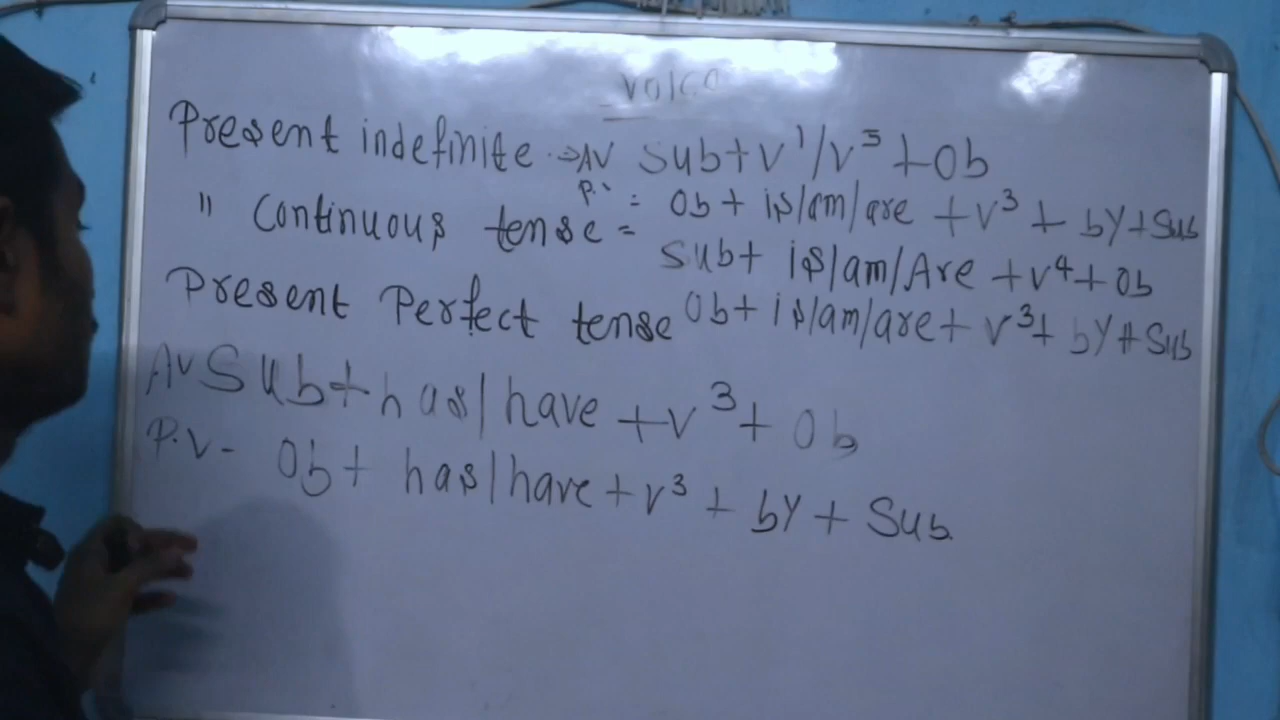 Voice
Present indefinite ⇒ AV Sub+v¹/v⁵ +Ob
P.V = Ob + is/am/are +v³ + by+Sub
" Continuous tense = Sub+ is/am/Are +v⁴+Ob
Ob+ is/am/are+ v³+ by+Sub
Present Perfect tense
AV Sub+has/have +v³+ Ob
P.V- Ob+ has/have+v³ + by + Sub.